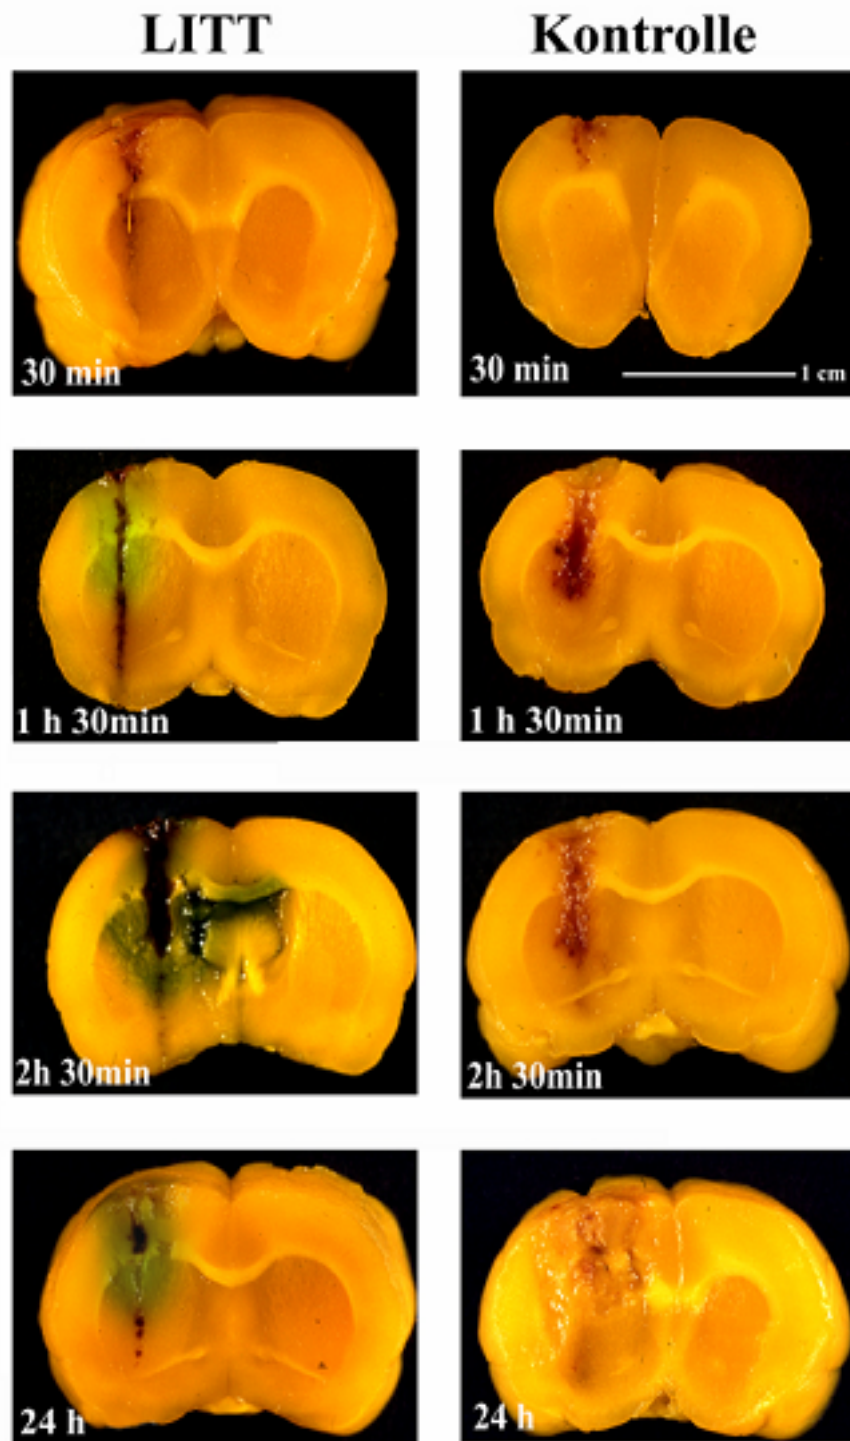 LITT Kontrolle
30 min 30 min 1 cm
1 h 30min 1 h 30min
2h 30min 2h 30min
24 h 24 h